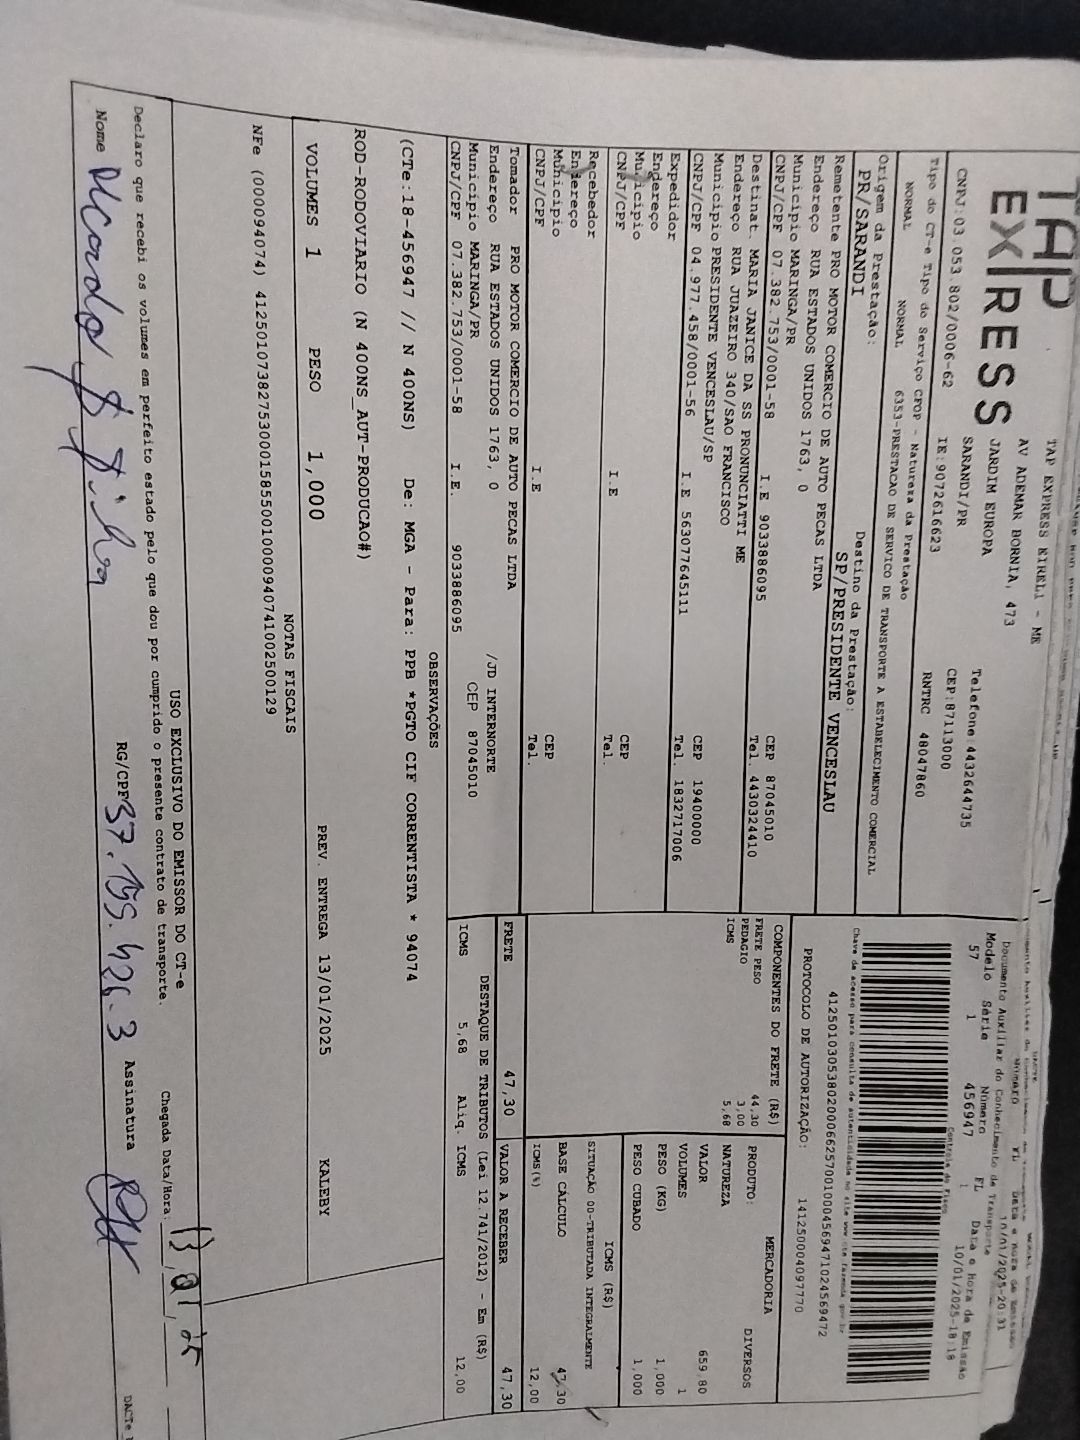 TAP
EX|RESS
TAP EXPRESS EIRELI - ME
AV ADEMAR BORNIA, 473
JARDIM EUROPA
SARANDI/PR
Telefone:4432644735
CEP:87113000
CNPJ:03.053.802/0006-62
IE:9072616623
RNTRC 48047860
Tipo do CT-e Tipo do Serviço CFOP - Natureza da Prestação
NORMAL NORMAL 6353-PRESTACAO DE SERVICO DE TRANSPORTE A ESTABELECIMENTO COMERCIAL
Origem da Prestação: Destino da Prestação:
PR/SARANDI SP/PRESIDENTE VENCESLAU
Remetente PRO MOTOR COMERCIO DE AUTO PECAS LTDA
Endereço RUA ESTADOS UNIDOS 1763, 0
Municipio MARINGA/PR CEP 87045010
CNPJ/CPF 07.382.753/0001-58 I.E 9033886095 Tel. 4430324410
Destinat. MARIA JANICE DA SS PRONUNCIATTI ME
Endereço RUA JUAZEIRO 340/SAO FRANCISCO
Municipio PRESIDENTE VENCESLAU/SP CEP 19400000
CNPJ/CPF 04.977.458/0001-56 I.E 563077645111 Tel. 1832717006
Expedidor
Endereço
Municipio CEP
CNPJ/CPF I.E Tel.
Recebedor
Endereço
Município CEP
CNPJ/CPF I.E Tel.
Tomador PRO MOTOR COMERCIO DE AUTO PECAS LTDA
Endereço RUA ESTADOS UNIDOS 1763, 0 /JD INTERNORTE
Município MARINGA/PR CEP 87045010
CNPJ/CPF 07.382.753/0001-58 I.E. 9033886095
Documento Auxiliar do Conhecimento de Transporte
10/01/2025-20:31
Modelo Série Número FL Data e Hora de Emissão
57 1 456947 1 10/01/2025-18:18
Controle do Fisco
Chave de acesso para consulta de autenticidade no site www.cte.fazenda.gov.br
41250103053802000662570010004569471024569472
PROTOCOLO DE AUTORIZAÇÃO: 141250004097770
COMPONENTES DO FRETE (R$)
FRETE PESO 44,30
PEDAGIO 3,00
ICMS 5,68
PRODUTO: MERCADORIA
NATUREZA DIVERSOS
VALOR 659,80
VOLUMES 1
PESO (KG) 1,000
PESO CUBADO 1,000
ICMS (R$)
SITUAÇÃO 00-TRIBUTADA INTEGRALMENTE
BASE CÁLCULO 47,30
ICMS(%) 12,00
FRETE 47,30 VALOR A RECEBER 47,30
DESTAQUE DE TRIBUTOS (Lei 12.741/2012) - Em (R$)
ICMS 5,68 Aliq. ICMS 12,00
OBSERVAÇÕES
(CTe:18-456947 // N 400NS) De: MGA - Para: PPB *PGTO CIF CORRENTISTA * 94074
ROD-RODOVIARIO (N 400NS_AUT-PRODUCAO#)
VOLUMES 1 PESO 1,000 PREV. ENTREGA 13/01/2025 KALEBY
NOTAS FISCAIS
NFe (000094074) 41250107382753000158550010000940741002500129
USO EXCLUSIVO DO EMISSOR DO CT-e
Declaro que recebi os volumes em perfeito estado pelo que dou por cumprido o presente contrato de transporte.
Chegada Data/Hora: 13/01/25
Nome RG/CPF 37.155.426.3 Assinatura